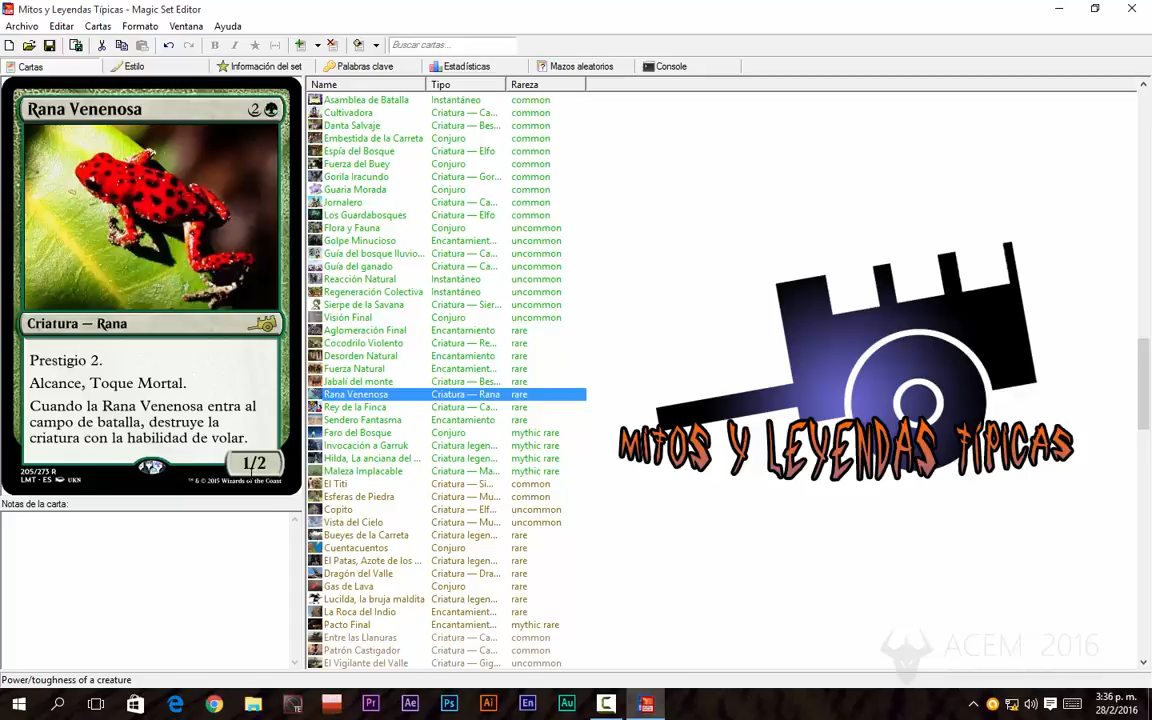 Mitos y Leyendas Típicas - Magic Set Editor
Archivo Editar Cartas Formato Ventana Ayuda
B I Buscar cartas...
Cartas Estilo Información del set Palabras clave Estadísticas Mazos aleatorios Console
Rana Venenosa 2
Criatura — Rana
Prestigio 2.
Alcance, Toque Mortal.
Cuando la Rana Venenosa entra al
campo de batalla, destruye la
criatura con la habilidad de volar.
1/2
205/273 R
LMT · ES UKN ™ & © 2015 Wizards of the Coast
Notas de la carta:
Name Tipo Rareza
Asamblea de Batalla Instantáneo common
Cultivadora Criatura — Ca... common
Danta Salvaje Criatura — Bes... common
Embestida de la Carreta Conjuro common
Espía del Bosque Criatura — Elfo common
Fuerza del Buey Conjuro common
Gorila Iracundo Criatura — Gor... common
Guaria Morada Conjuro common
Jornalero Criatura — Ca... common
Los Guardabosques Criatura — Elfo common
Flora y Fauna Conjuro uncommon
Golpe Minucioso Encantamient... uncommon
Guía del bosque lluvio... Criatura — Ca... uncommon
Guía del ganado Criatura — Ca... uncommon
Reacción Natural Instantáneo uncommon
Regeneración Colectiva Instantáneo uncommon
Sierpe de la Savana Criatura — Sier... uncommon
Visión Final Conjuro uncommon
Aglomeración Final Encantamiento rare
Cocodrilo Violento Criatura — Re... rare
Desorden Natural Encantamiento rare
Fuerza Natural Encantamient... rare
Jabalí del monte Criatura — Bes... rare
Rana Venenosa Criatura — Rana rare
Rey de la Finca Criatura — Ca... rare
Sendero Fantasma Encantamiento rare
Faro del Bosque Conjuro mythic rare
Invocación a Garruk Criatura legen... mythic rare
Hilda, La anciana del ... Criatura legen... mythic rare
Maleza Implacable Criatura — Ma... mythic rare
El Titi Criatura — Si... common
Esferas de Piedra Criatura — Mu... common
Copito Criatura — Elf... uncommon
Vista del Cielo Criatura — Mu... uncommon
Bueyes de la Carreta Criatura legen... rare
Cuentacuentos Conjuro rare
El Patas, Azote de los ... Criatura legen... rare
Dragón del Valle Criatura — Dra... rare
Gas de Lava Conjuro rare
Lucilda, la bruja maldita Criatura legen... rare
La Roca del Indio Encantamient... rare
Pacto Final Encantamient... mythic rare
Entre las Llanuras Criatura — Ca... common
Patrón Castigador Criatura — Ca... common
El Vigilante del Valle Criatura — Gig... uncommon
MITOS Y LEYENDAS TÍPICAS
ACEM 2016
Power/toughness of a creature
TE Pr Ae Ps Ai En Au
3:36 p. m.
28/2/2016